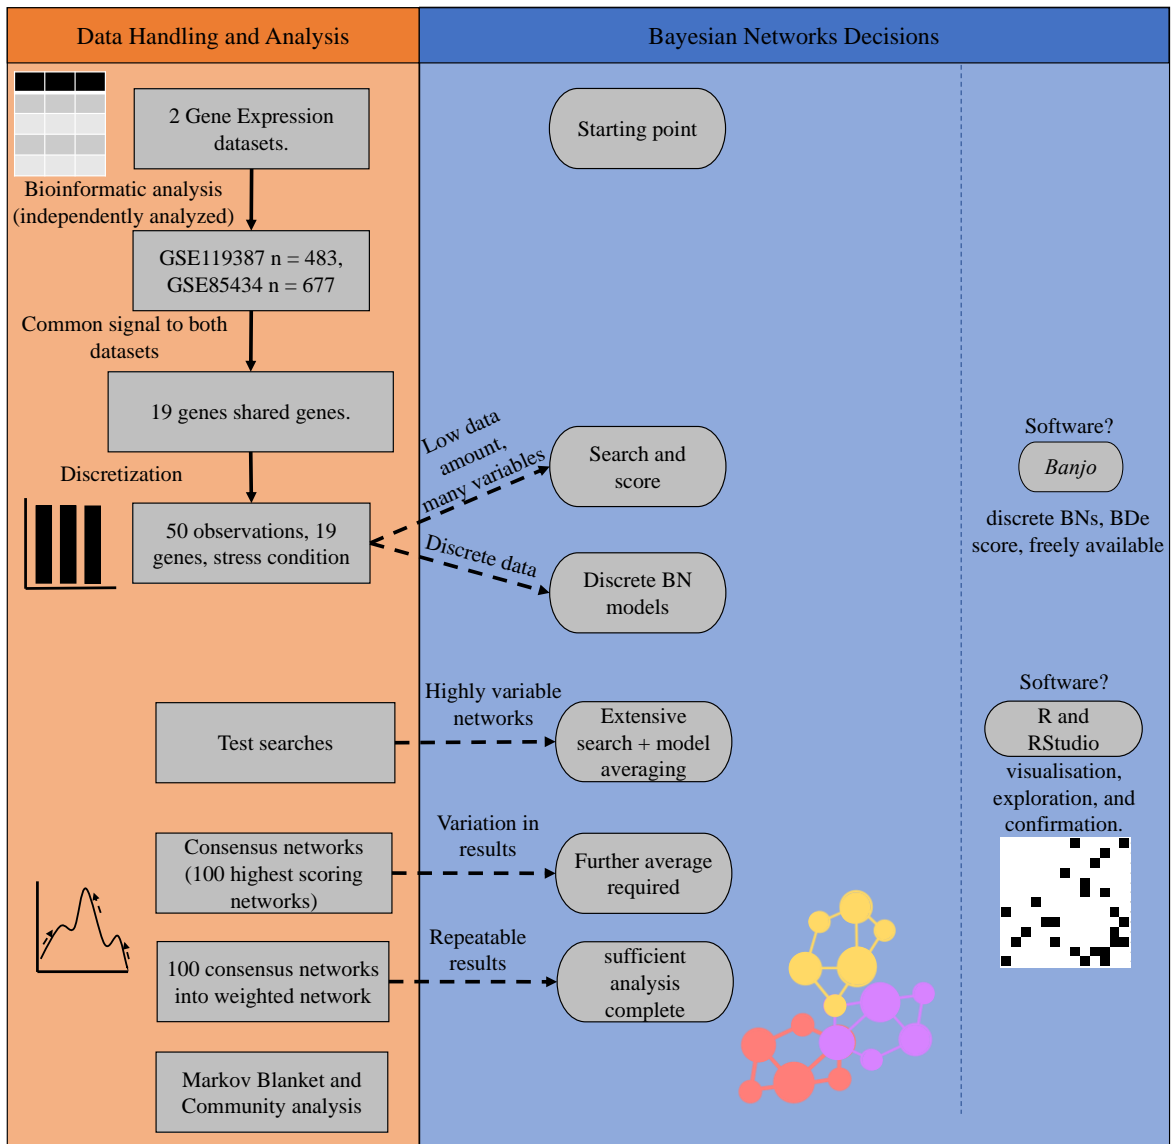 Data Handling and Analysis
Bayesian Networks Decisions
2 Gene Expression
datasets.
Starting point
Bioinformatic analysis
(independently analyzed)
GSE119387 n = 483,
GSE85434 n = 677
Common signal to both
datasets
19 genes shared genes.
Discretization
50 observations, 19
genes, stress condition
Low data
amount,
many variables
Search and
score
Discrete data
Discrete BN
models
Software?
Banjo
discrete BNs, BDe
score, freely available
Test searches
Highly variable
networks
Extensive
search + model
averaging
Software?
R and
RStudio
visualisation,
exploration, and
confirmation.
Consensus networks
(100 highest scoring
networks)
Variation in
results
Further average
required
100 consensus networks
into weighted network
Repeatable
results
sufficient
analysis
complete
Markov Blanket and
Community analysis